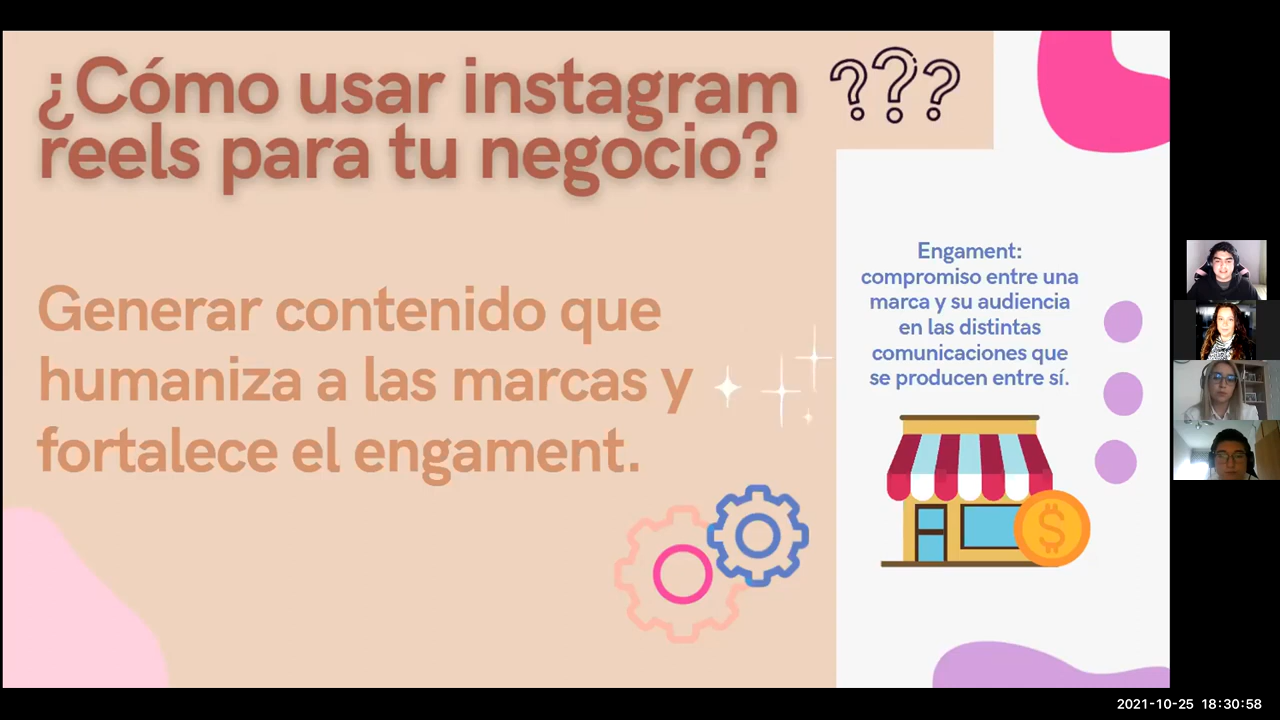 ¿Cómo usar instagram
reels para tu negocio?
???
Generar contenido que
humaniza a las marcas y
fortalece el engament.
Engament:
compromiso entre una
marca y su audiencia
en las distintas
comunicaciones que
se producen entre sí.
$
2021-10-25 18:30:58